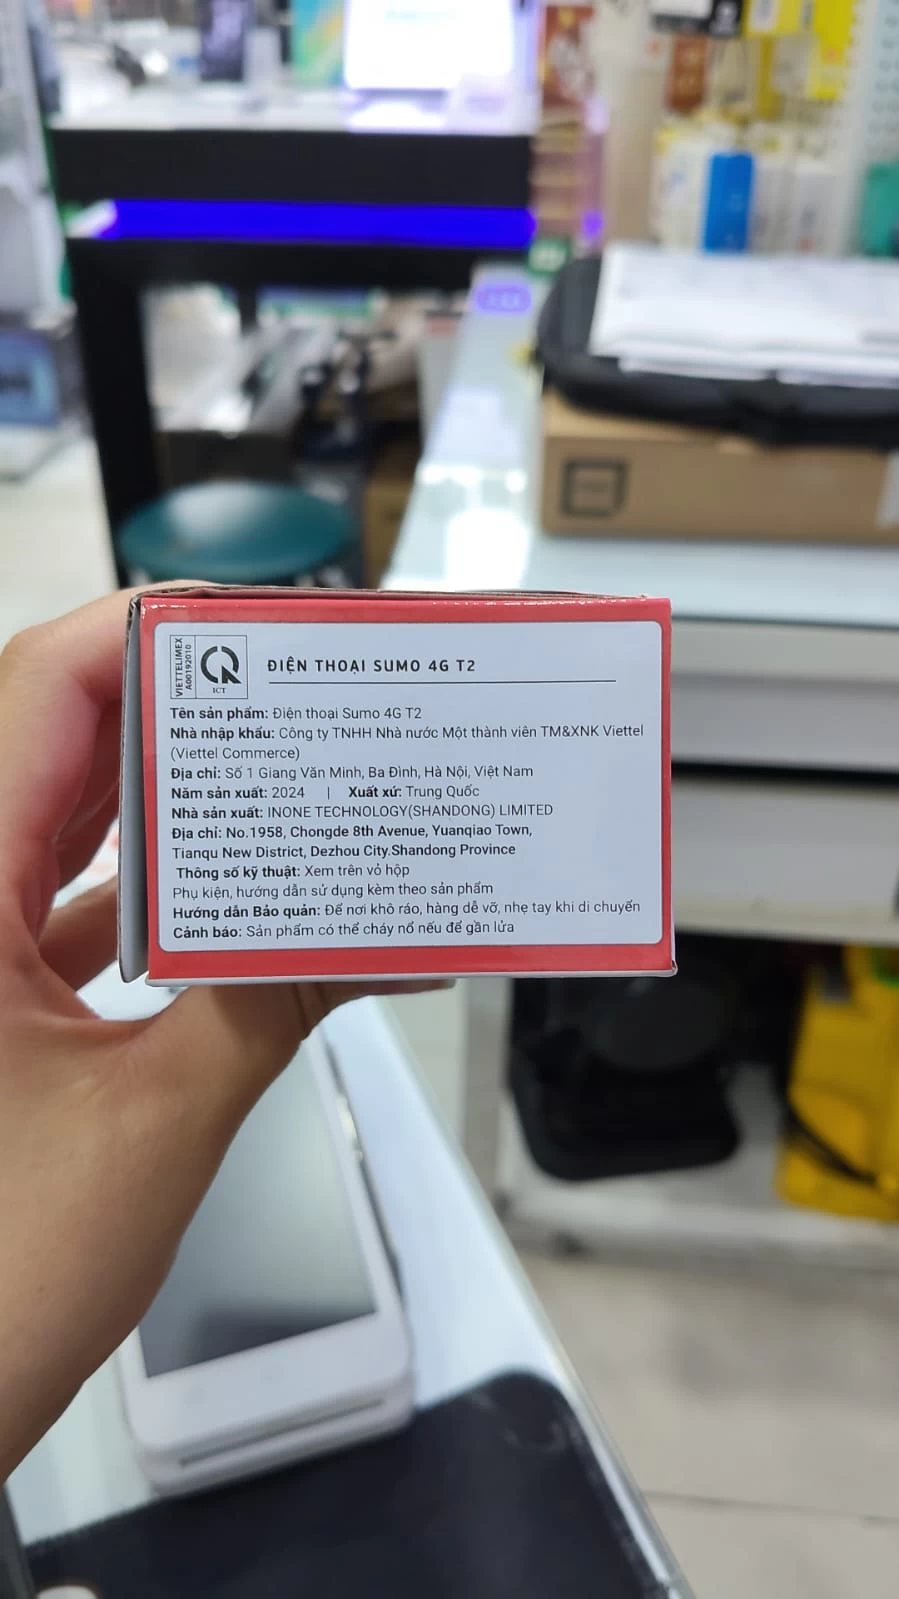 VIETTELIMEX
A00192010
ICT
ĐIỆN THOẠI SUMO 4G T2
Tên sản phẩm: Điện thoại Sumo 4G T2
Nhà nhập khẩu: Công ty TNHH Nhà nước Một thành viên TM&XNK Viettel
(Viettel Commerce)
Địa chỉ: Số 1 Giang Văn Minh, Ba Đình, Hà Nội, Việt Nam
Năm sản xuất: 2024 | Xuất xứ: Trung Quốc
Nhà sản xuất: INONE TECHNOLOGY(SHANDONG) LIMITED
Địa chỉ: No.1958, Chongde 8th Avenue, Yuanqiao Town,
Tianqu New District, Dezhou City.Shandong Province
Thông số kỹ thuật: Xem trên vỏ hộp
Phụ kiện, hướng dẫn sử dụng kèm theo sản phẩm
Hướng dẫn Bảo quản: Để nơi khô ráo, hàng dễ vỡ, nhẹ tay khi di chuyển
Cảnh báo: Sản phẩm có thể cháy nổ nếu để gần lửa